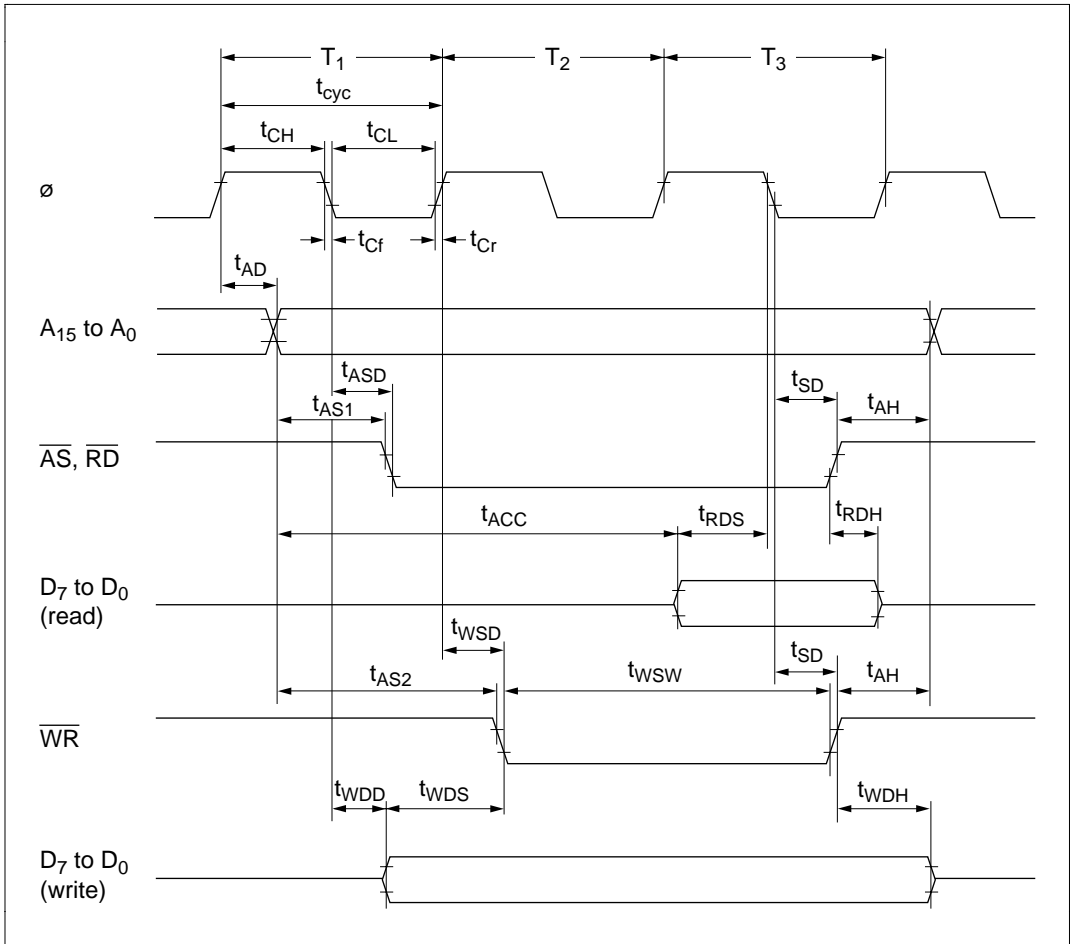 T1 T2 T3
tcyc
tCH tCL
ø
tCf tCr
tAD
A15 to A0
tASD tSD
tAS1 tAH
AS, RD
tACC tRDS tRDH
D7 to D0
(read)
tWSD tSD
tAS2 tWSW tAH
WR
tWDD tWDS tWDH
D7 to D0
(write)